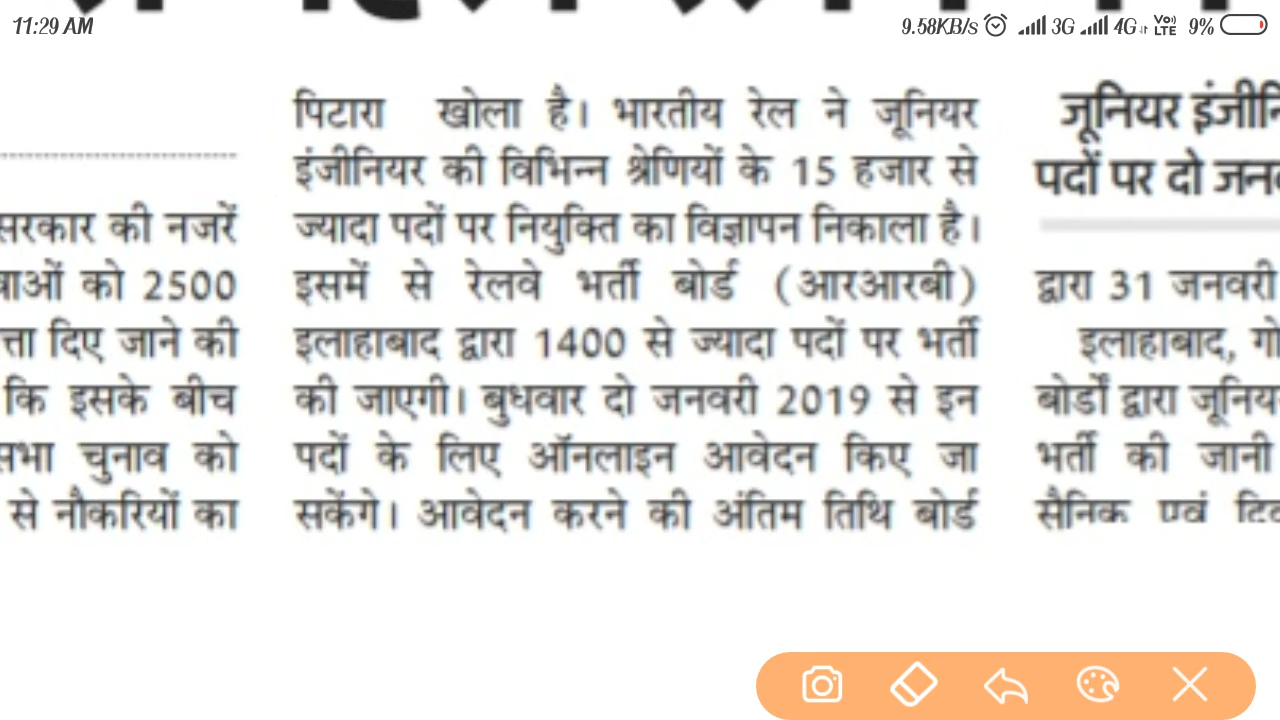 11:29 AM
9.58KB/s 3G 4G VoLTE 9%
सरकार की नजरें
को 2500
दिए जाने की
कि इसके बीच
चुनाव को
से नौकरियों का
पिटारा खोला है। भारतीय रेल ने जूनियर
इंजीनियर की विभिन्न श्रेणियों के 15 हजार से
ज्यादा पदों पर नियुक्ति का विज्ञापन निकाला है।
इसमें से रेलवे भर्ती बोर्ड (आरआरबी)
इलाहाबाद द्वारा 1400 से ज्यादा पदों पर भर्ती
की जाएगी। बुधवार दो जनवरी 2019 से इन
पदों के लिए ऑनलाइन आवेदन किए जा
सकेंगे। आवेदन करने की अंतिम तिथि बोर्ड
जूनियर
पदों पर दो
द्वारा 31 जनवरी
इलाहाबाद,
बोर्डों द्वारा
भर्ती की जानी
सैनिक एवं